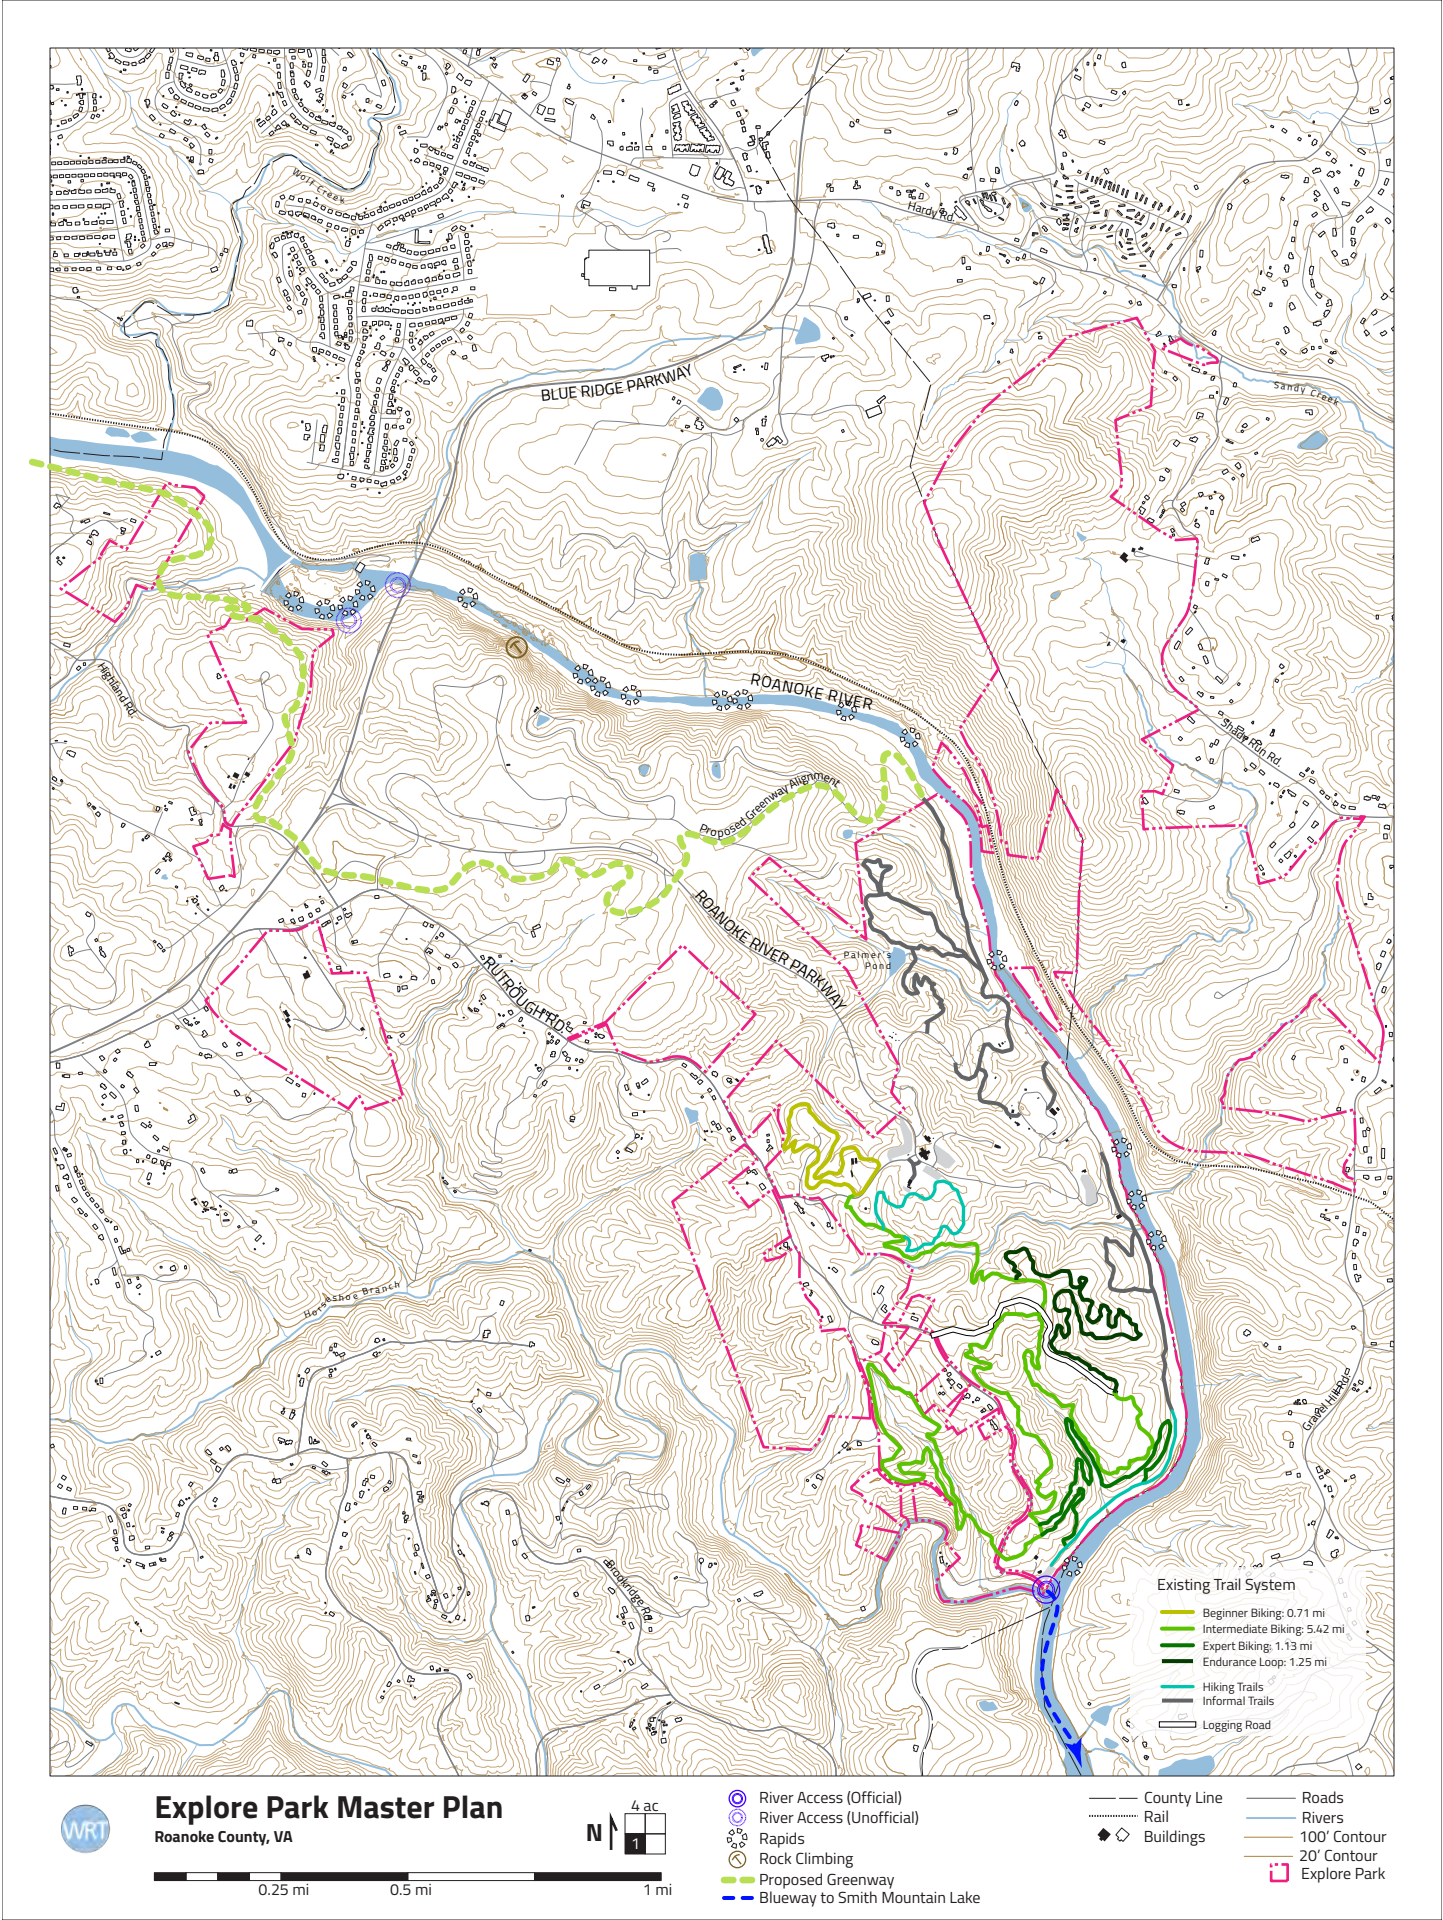 Wolf Creek
Hardy Rd.
BLUE RIDGE PARKWAY
Sandy Creek
Highland Rd.
ROANOKE RIVER
Shady Run Rd.
Proposed Greenway Alignment
ROANOKE RIVER PARKWAY
Palmer's
Pond
RUTROUGH RD.
Horseshoe Branch
Gravel Hill Rd.
Brookridge Rd.
Existing Trail System
Beginner Biking: 0.71 mi
Intermediate Biking: 5.42 mi
Expert Biking: 1.13 mi
Endurance Loop: 1.25 mi
Hiking Trails
Informal Trails
Logging Road
WRT
Explore Park Master Plan
Roanoke County, VA
0.25 mi 0.5 mi 1 mi
N
4 ac
1
River Access (Official)
River Access (Unofficial)
Rapids
Rock Climbing
Proposed Greenway
Blueway to Smith Mountain Lake
County Line
Rail
Buildings
Roads
Rivers
100' Contour
20' Contour
Explore Park